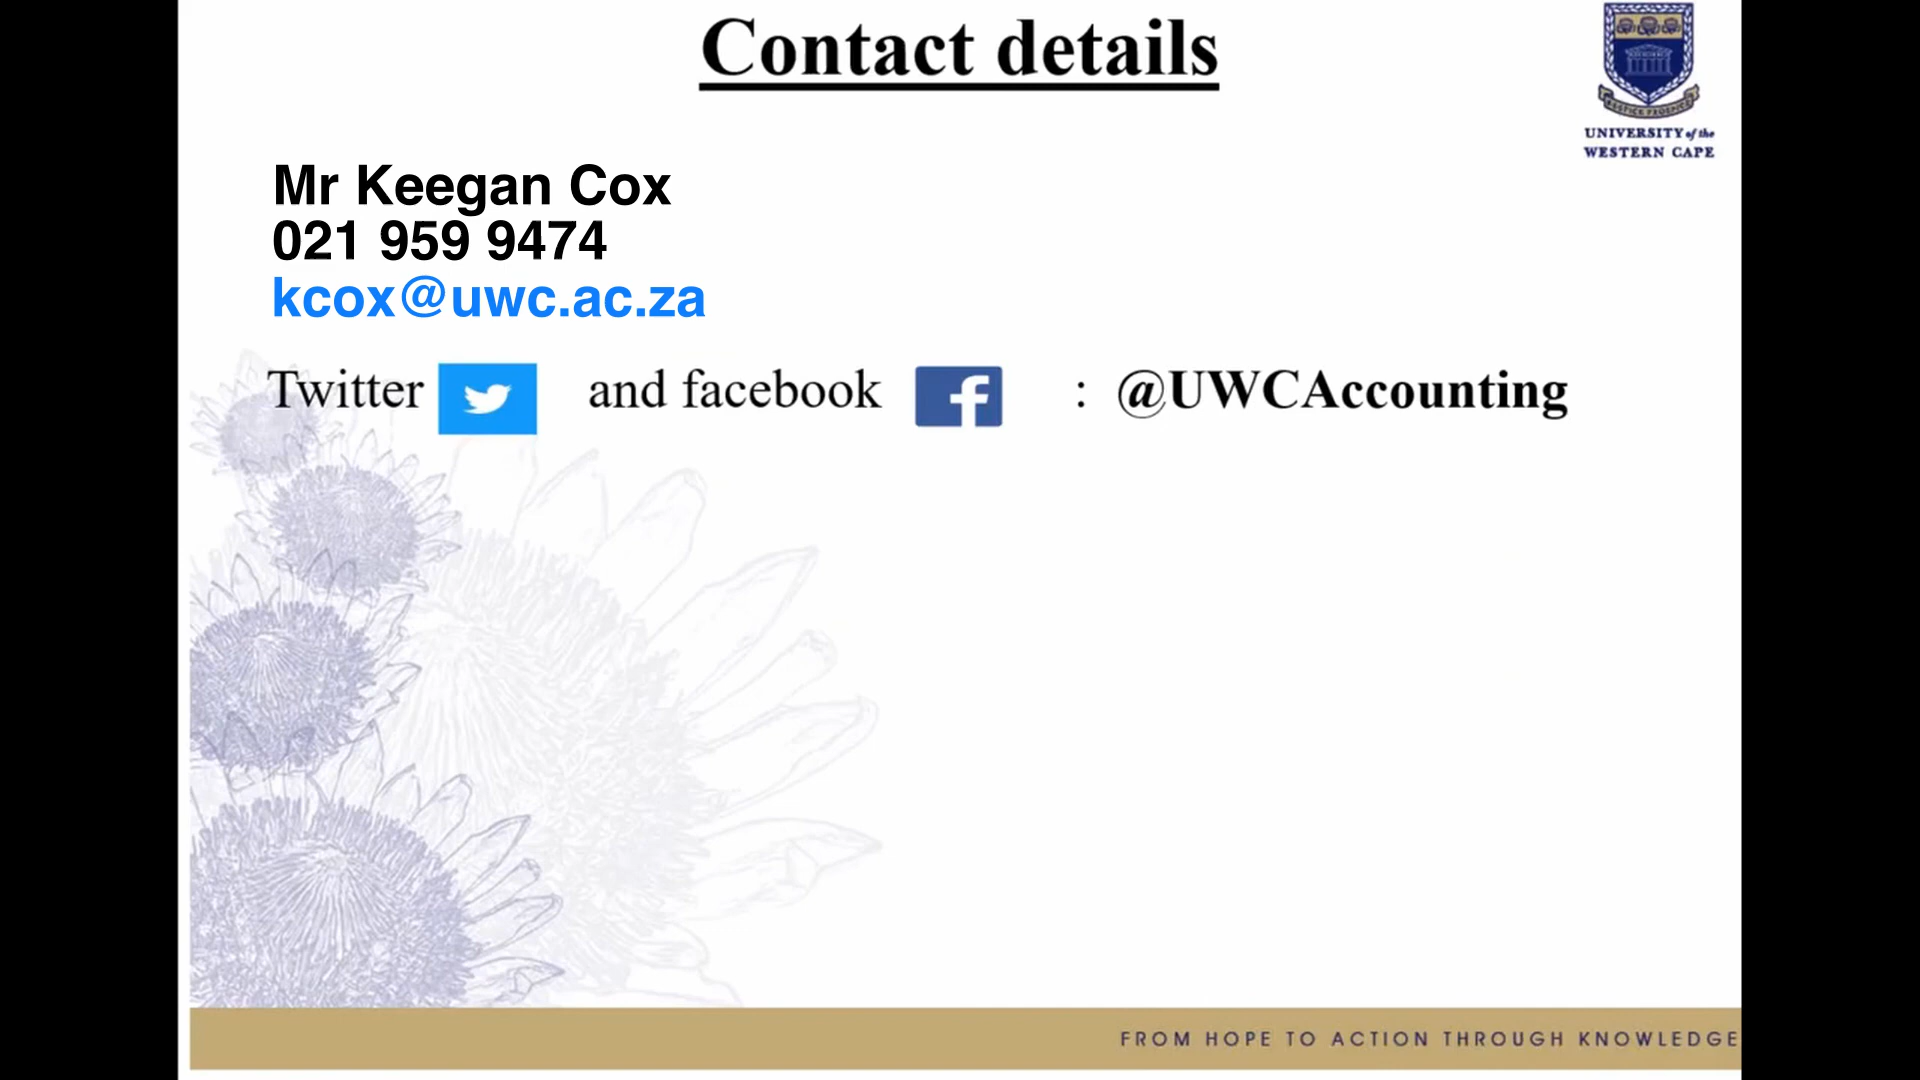 Contact details
UNIVERSITY of the
WESTERN CAPE
Mr Keegan Cox
021 959 9474
kcox@uwc.ac.za
Twitter and facebook : @UWCAccounting
FROM HOPE TO ACTION THROUGH KNOWLEDGE